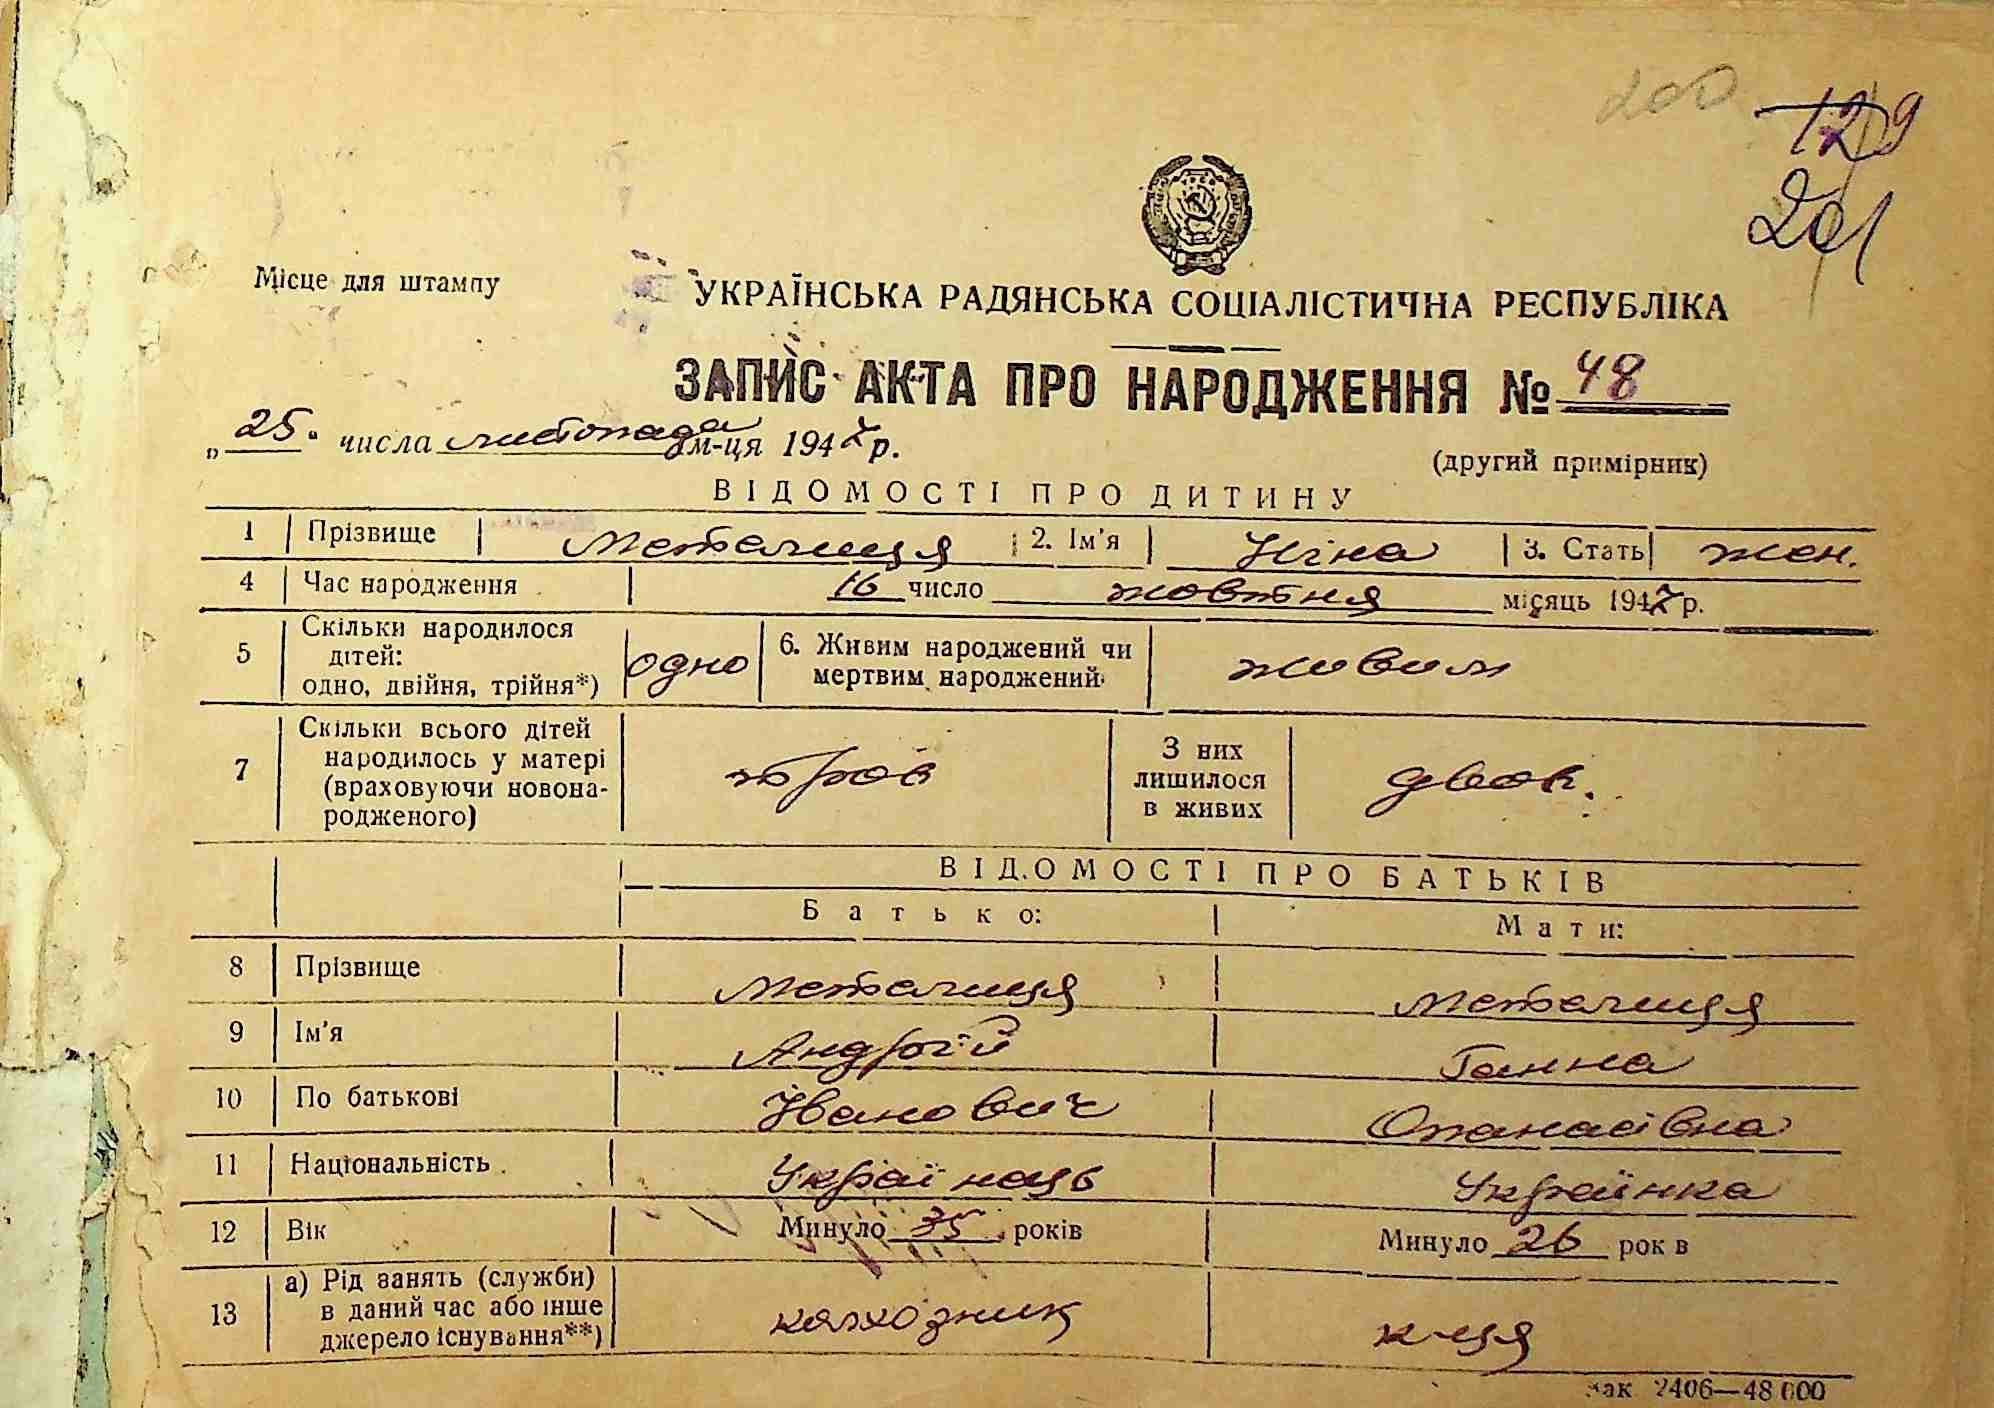 200
129
201
Місце для штампу
УКРАЇНСЬКА РАДЯНСЬКА СОЦІАЛІСТИЧНА РЕСПУБЛІКА
ЗАПИС АКТА ПРО НАРОДЖЕННЯ № 48
„25“ числа листопада м-ця 1947 р.
(другий примірник)
ВІДОМОСТІ ПРО ДИТИНУ
1 Прізвище Метелиця 2. Ім'я Ніна 3. Стать жен.
4 Час народження 16 число жовтня місяць 1947 р.
5 Скільки народилося дітей: одно, двійня, трійня*) одно 6. Живим народжений чи мертвим народжений живим
7 Скільки всього дітей народилось у матері (враховуючи новонародженого) троє З них лишилося в живих двоє.
ВІДОМОСТІ ПРО БАТЬКІВ
Батько: Мати:
8 Прізвище Метелиця Метелиця
9 Ім'я Андрій Ганна
10 По батькові Іванович Опанасівна
11 Національність Українець Українка
12 Вік Минуло 35 років Минуло 26 рок в
13 а) Рід занять (служби) в даний час або інше джерело існування**) колхозник к-ця
Зак 2406—48 000